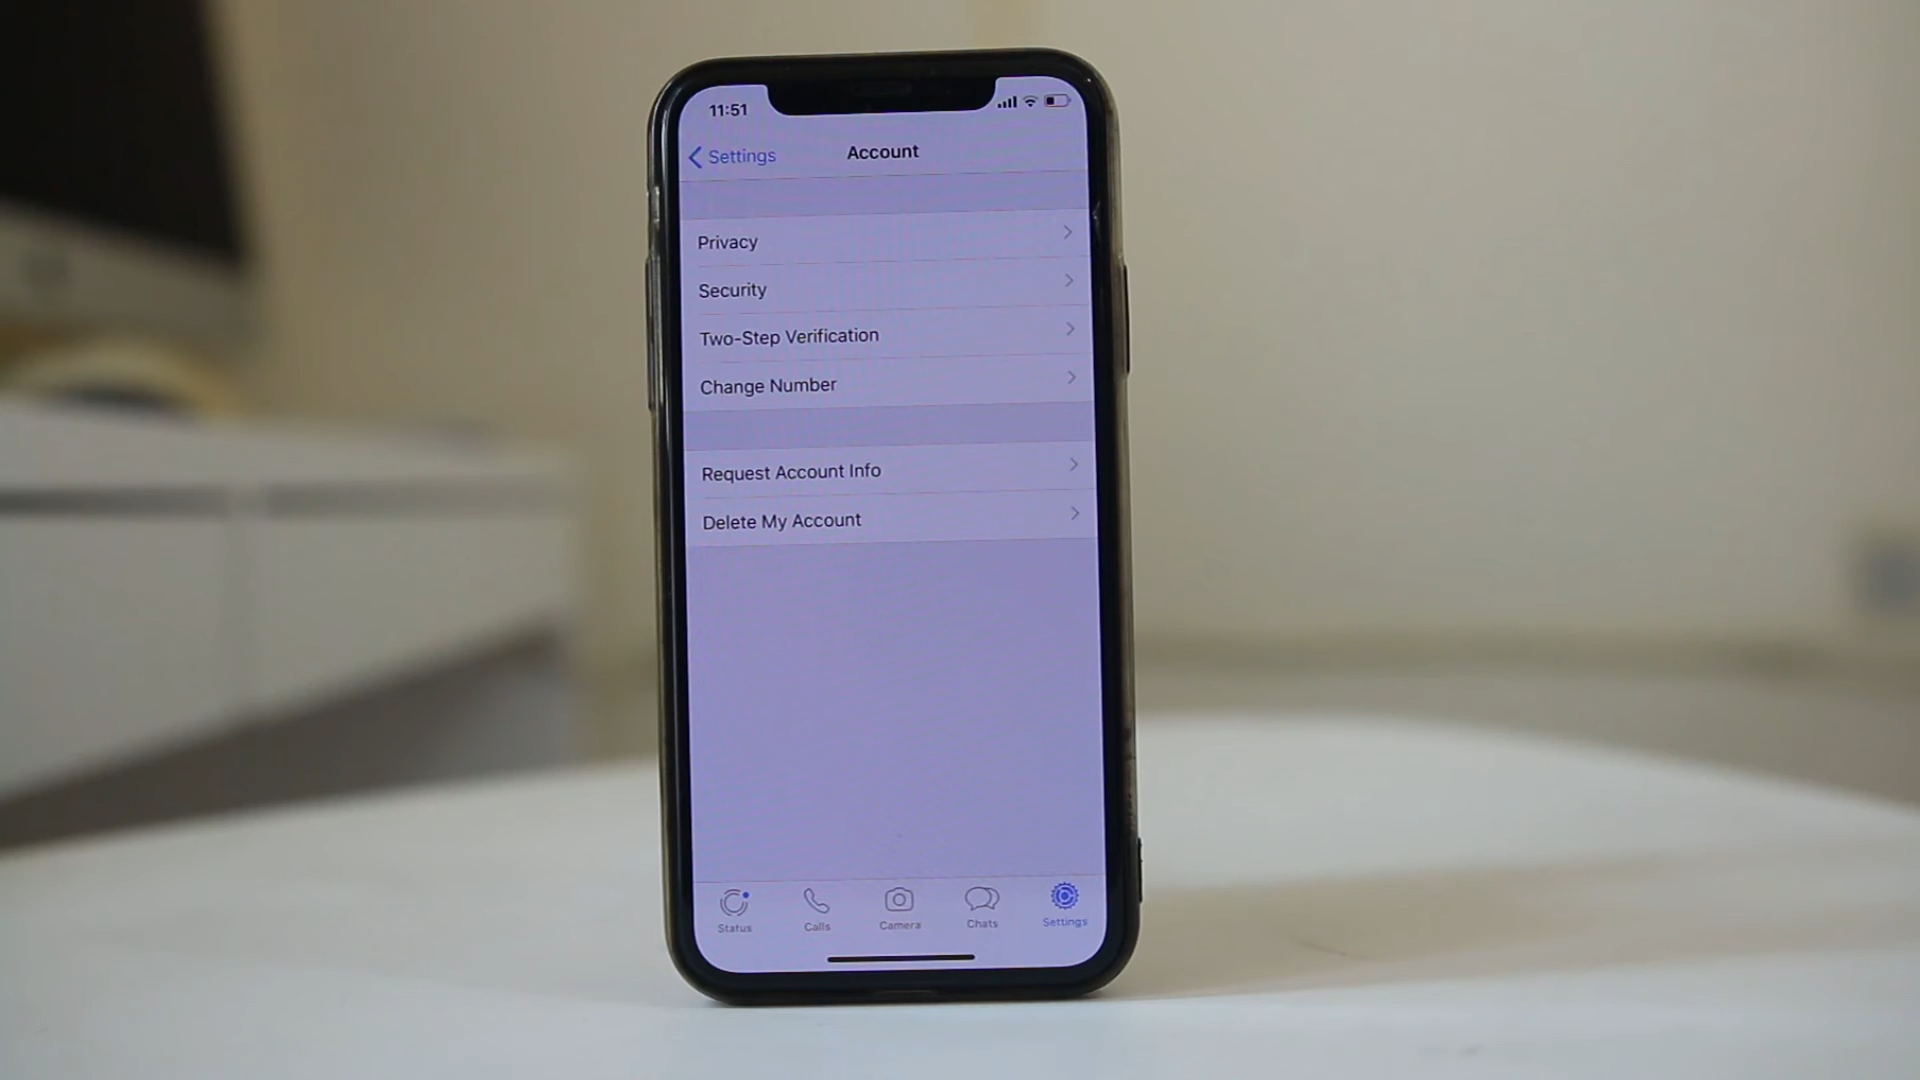 11:51
Settings
Account
Privacy
Security
Two-Step Verification
Change Number
Request Account Info
Delete My Account
Status
Calls
Camera
Chats
Settings